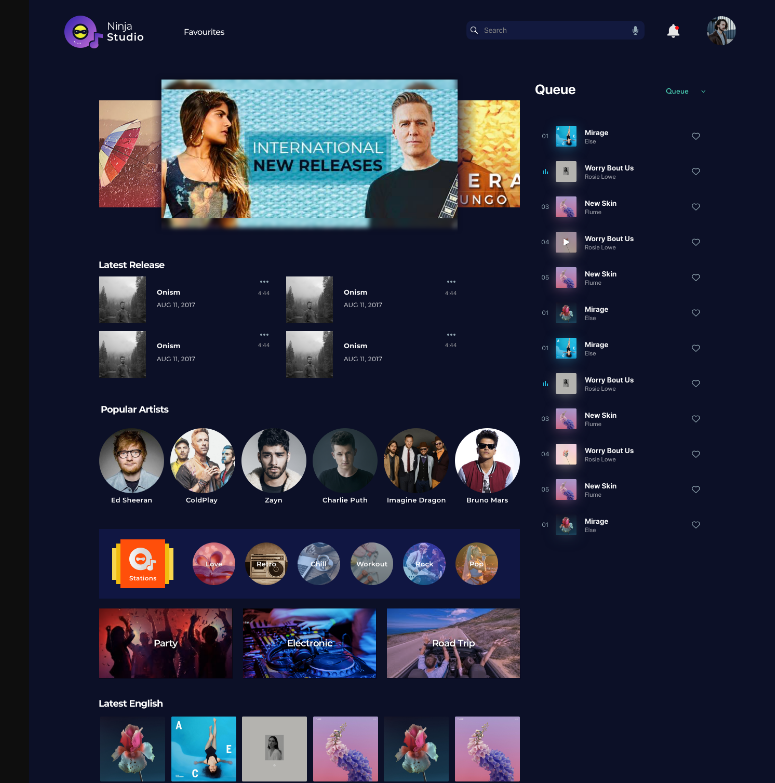 Ninja
Studio
Favourites
Search
INTERNATIONAL
NEW RELEASES
ERA
UNGO
Latest Release
Onism
4:44
AUG 11, 2017
Onism
4:44
AUG 11, 2017
Onism
4:44
AUG 11, 2017
Onism
4:44
AUG 11, 2017
Popular Artists
Ed Sheeran
ColdPlay
Zayn
Charlie Puth
Imagine Dragon
Bruno Mars
Stations
Love
Retro
Chill
Workout
Rock
Pop
Party
Electronic
Road Trip
Latest English
A
E
C
Queue
Queue
01
Mirage
Else
Worry Bout Us
Rosie Lowe
03
New Skin
Flume
04
Worry Bout Us
Rosie Lowe
05
New Skin
Flume
01
Mirage
Else
01
Mirage
Else
Worry Bout Us
Rosie Lowe
03
New Skin
Flume
04
Worry Bout Us
Rosie Lowe
05
New Skin
Flume
01
Mirage
Else